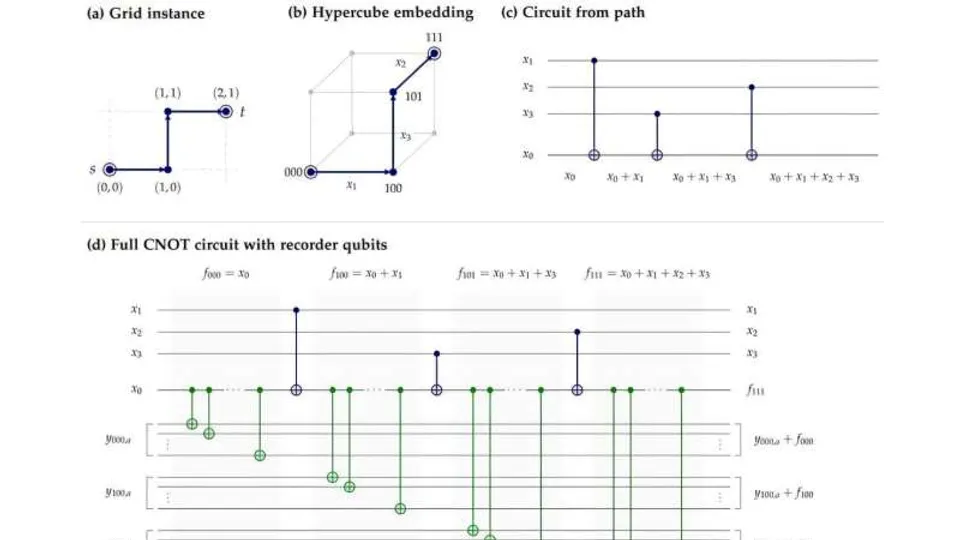 (a) Grid instance
(b) Hypercube embedding
(c) Circuit from path
(1,1)
(2,1)
t
s
(0,0)
(1,0)
111
x₂
101
x₃
000
x₁
100
x₁
x₂
x₃
x₀
x₀
x₀ + x₁
x₀ + x₁ + x₃
x₀ + x₁ + x₂ + x₃
(d) Full CNOT circuit with recorder qubits
f₀₀₀ = x₀
f₁₀₀ = x₀ + x₁
f₁₀₁ = x₀ + x₁ + x₃
f₁₁₁ = x₀ + x₁ + x₂ + x₃
x₁
x₁
x₂
x₂
x₃
x₃
x₀
f₁₁₁
y₀₀₀,ₐ
y₀₀₀,ₐ + f₀₀₀
y₁₀₀,ₐ
y₁₀₀,ₐ + f₁₀₀